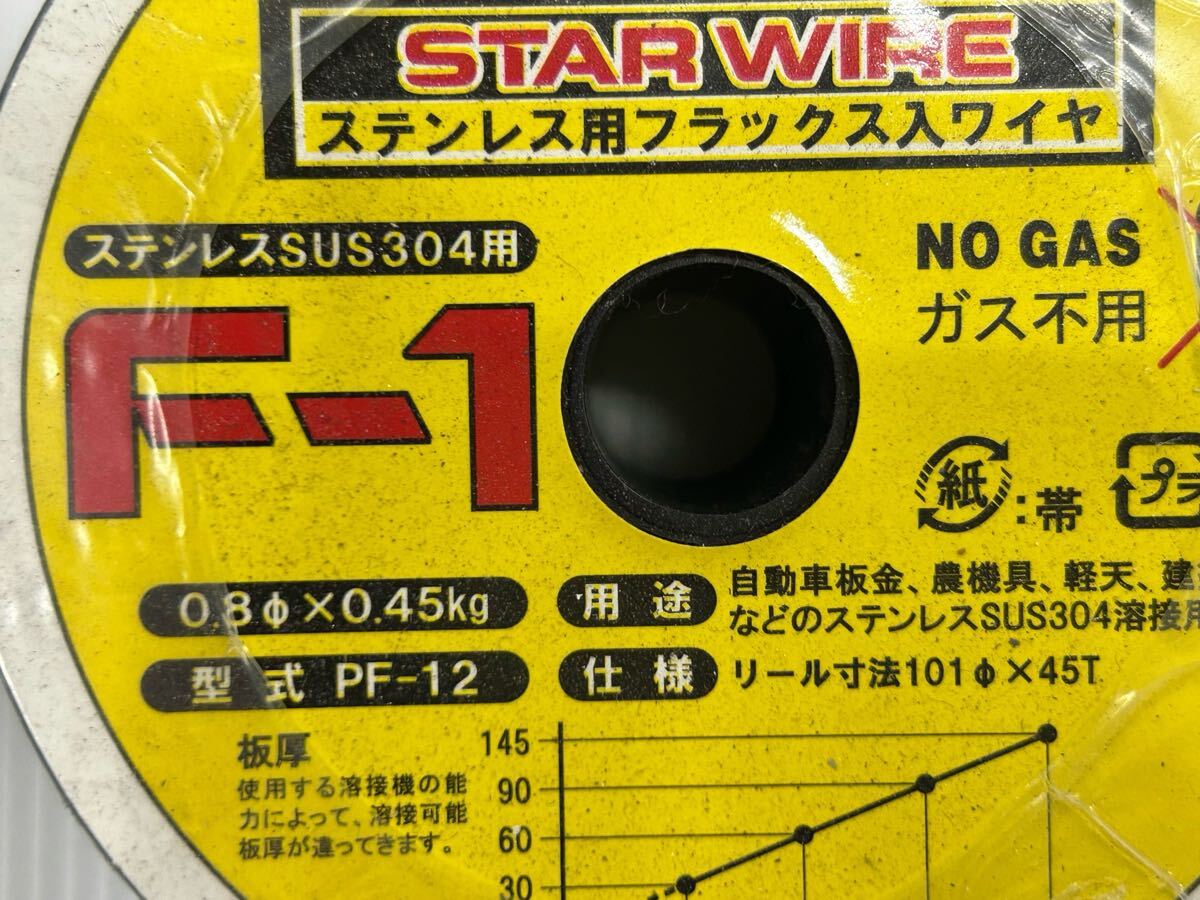 STAR WIRE
ステンレス用フラックス入ワイヤ
ステンレスSUS304用
NO GAS
ガス不用
F-1
紙
:帯
プラ
0.8φ×0.45kg
用途
自動車板金、農機具、軽天、建
などのステンレスSUS304溶接用
型式 PF-12
仕様
リール寸法101φ×45T
板厚
使用する溶接機の能
力によって、溶接可能
板厚が違ってきます。
145
90
60
30